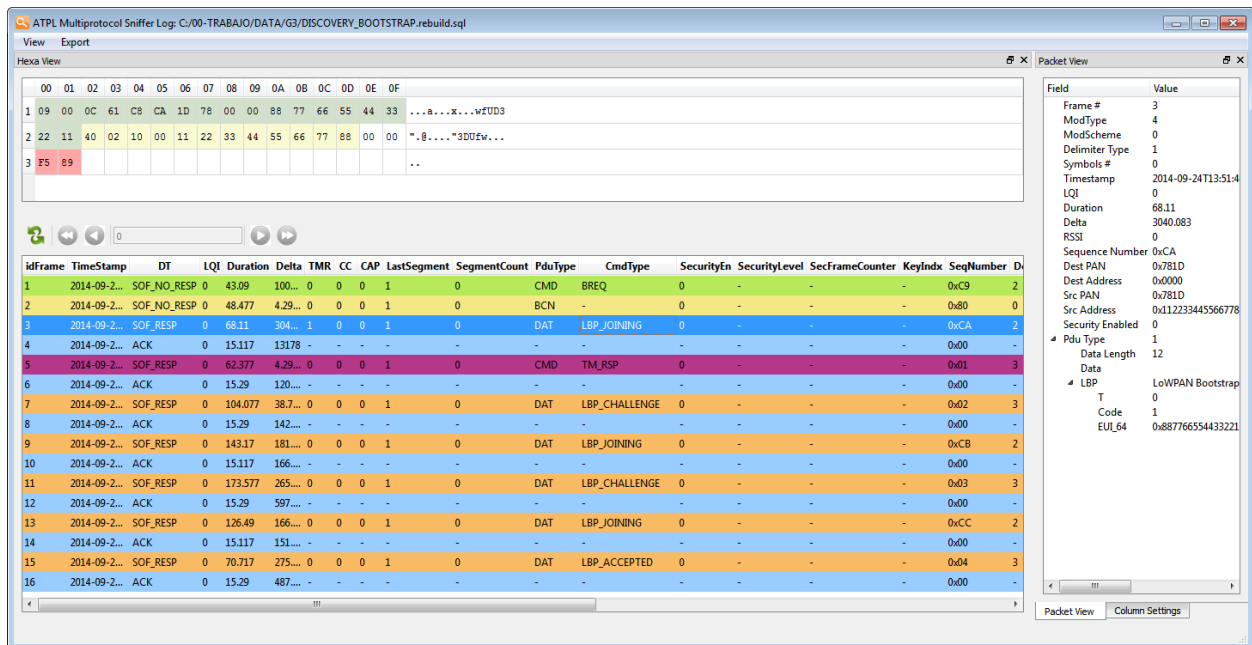 ATPL Multiprotocol Sniffer Log: C:/00-TRABAJO/DATA/G3/DISCOVERY_BOOTSTRAP.rebuild.sql
View Export
Hexa View
00 01 02 03 04 05 06 07 08 09 0A 0B 0C 0D 0E 0F
1 09 00 0C 61 C8 CA 1D 78 00 00 88 77 66 55 44 33 ...a...x...wfUD3
2 22 11 40 02 10 00 11 22 33 44 55 66 77 88 00 00 ".@...."3DUfw...
3 F5 89 ..
0
idFrame TimeStamp DT LQI Duration Delta TMR CC CAP LastSegment SegmentCount PduType CmdType SecurityEn SecurityLevel SecFrameCounter KeyIndx SeqNumber
1 2014-09-2... SOF_NO_RESP 0 43.09 100... 0 0 0 1 0 CMD BREQ 0 - - - 0xC9 2
2 2014-09-2... SOF_NO_RESP 0 48.477 4.29... 0 0 0 1 0 BCN - 0 - - - 0x80 0
3 2014-09-2... SOF_RESP 0 68.11 304... 1 0 0 1 0 DAT LBP_JOINING 0 - - - 0xCA 2
4 2014-09-2... ACK 0 15.117 13178 - - - - - - - - - - - 0x00 -
5 2014-09-2... SOF_RESP 0 62.377 4.29... 0 0 0 1 0 CMD TM_RSP 0 - - - 0x01 3
6 2014-09-2... ACK 0 15.29 120.... - - - - - - - - - - - 0x00 -
7 2014-09-2... SOF_RESP 0 104.077 38.7... 0 0 0 1 0 DAT LBP_CHALLENGE 0 - - - 0x02 3
8 2014-09-2... ACK 0 15.29 142.... - - - - - - - - - - - 0x00 -
9 2014-09-2... SOF_RESP 0 143.17 181.... 0 0 0 1 0 DAT LBP_JOINING 0 - - - 0xCB 2
10 2014-09-2... ACK 0 15.117 166.... - - - - - - - - - - - 0x00 -
11 2014-09-2... SOF_RESP 0 173.577 265.... 0 0 0 1 0 DAT LBP_CHALLENGE 0 - - - 0x03 3
12 2014-09-2... ACK 0 15.29 597.... - - - - - - - - - - - 0x00 -
13 2014-09-2... SOF_RESP 0 126.49 166.... 0 0 0 1 0 DAT LBP_JOINING 0 - - - 0xCC 2
14 2014-09-2... ACK 0 15.117 151.... - - - - - - - - - - - 0x00 -
15 2014-09-2... SOF_RESP 0 70.717 275.... 0 0 0 1 0 DAT LBP_ACCEPTED 0 - - - 0x04 3
16 2014-09-2... ACK 0 15.29 487.... - - - - - - - - - - - 0x00 -
Packet View
Field Value
Frame # 3
ModType 4
ModScheme 0
Delimiter Type 1
Symbols # 0
Timestamp 2014-09-24T13:51:4
LQI 0
Duration 68.11
Delta 3040.083
RSSI 0
Sequence Number 0xCA
Dest PAN 0x781D
Dest Address 0x0000
Src PAN 0x781D
Src Address 0x112233445566778
Security Enabled 0
Pdu Type 1
Data Length 12
Data
LBP LoWPAN Bootstrap
T 0
Code 1
EUI_64 0x887766554433221
Packet View Column Settings